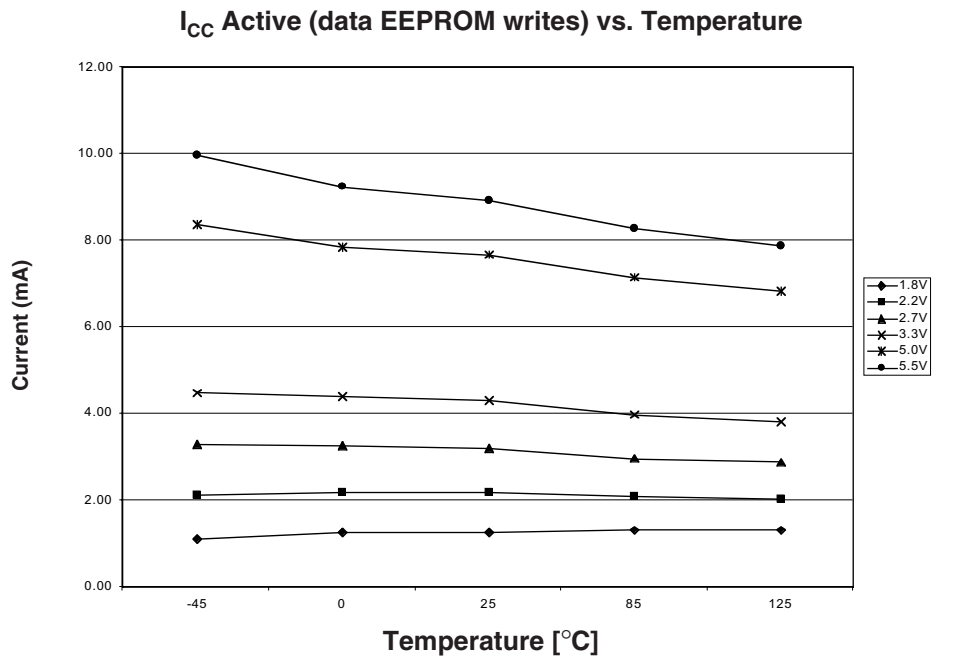 I_CC Active (data EEPROM writes) vs. Temperature
12.00
10.00
8.00
6.00
4.00
2.00
0.00
Current (mA)
-45 0 25 85 125
Temperature [°C]
1.8V
2.2V
2.7V
3.3V
5.0V
5.5V